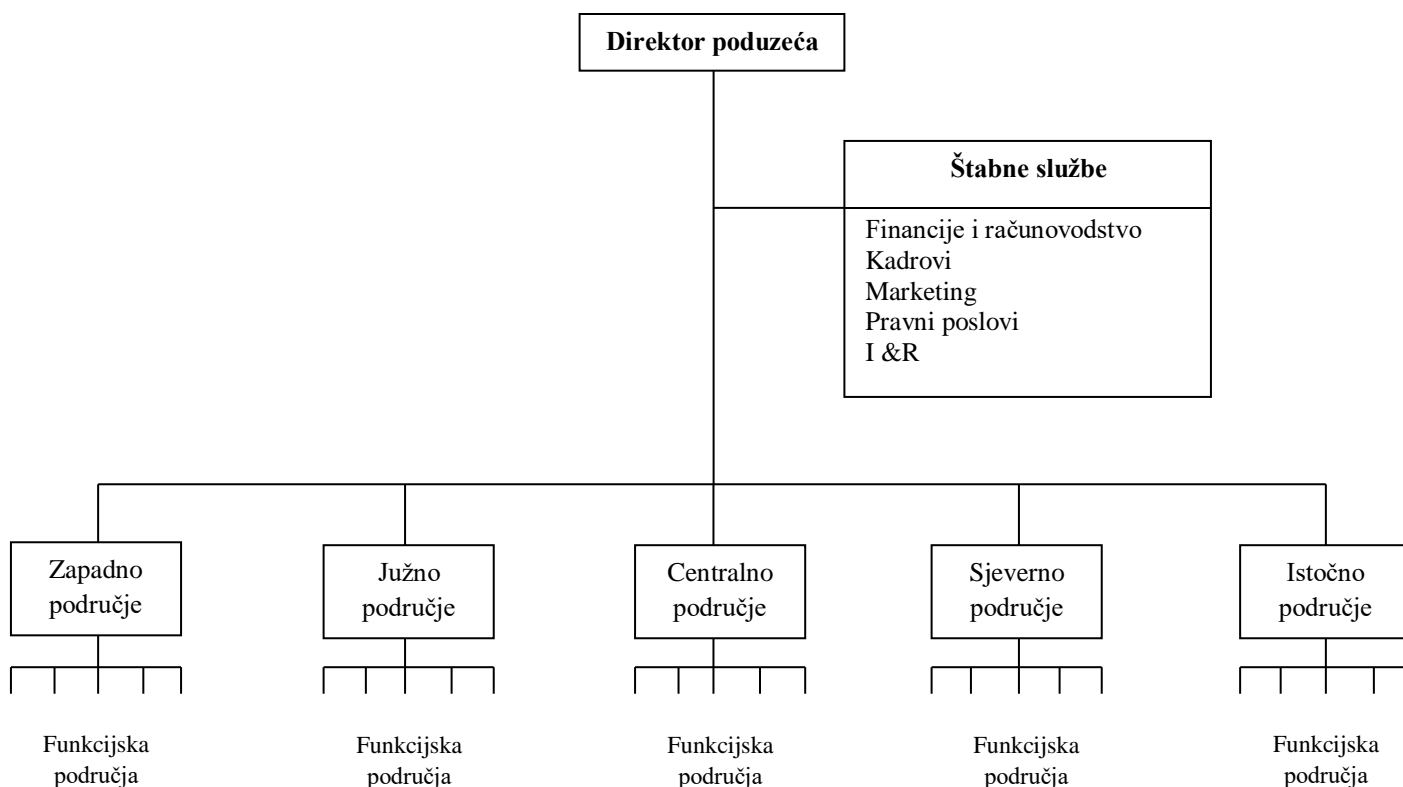 Direktor poduzeća
Štabne službe
Financije i računovodstvo
Kadrovi
Marketing
Pravni poslovi
I &R
Zapadno
područje
Južno
područje
Centralno
područje
Sjeverno
područje
Istočno
područje
Funkcijska
područja
Funkcijska
područja
Funkcijska
područja
Funkcijska
područja
Funkcijska
područja